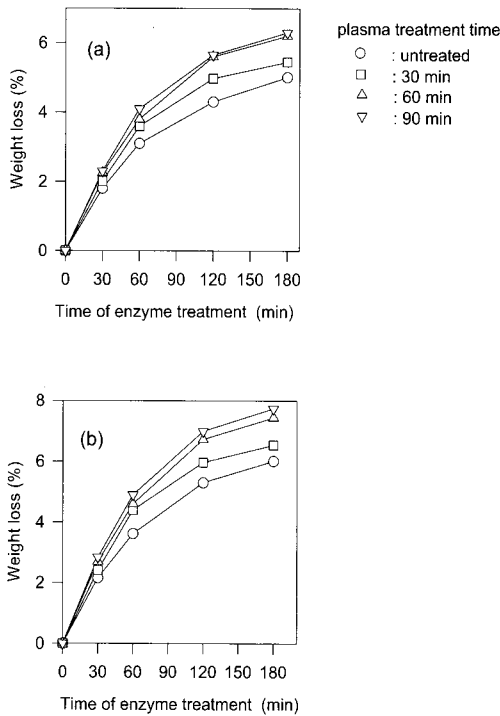 (a)
6
4
2
0
Weight loss (%)
0 30 60 90 120 150 180
Time of enzyme treatment (min)
plasma treatment time
: untreated
: 30 min
: 60 min
: 90 min
(b)
8
6
4
2
0
Weight loss (%)
0 30 60 90 120 150 180
Time of enzyme treatment (min)